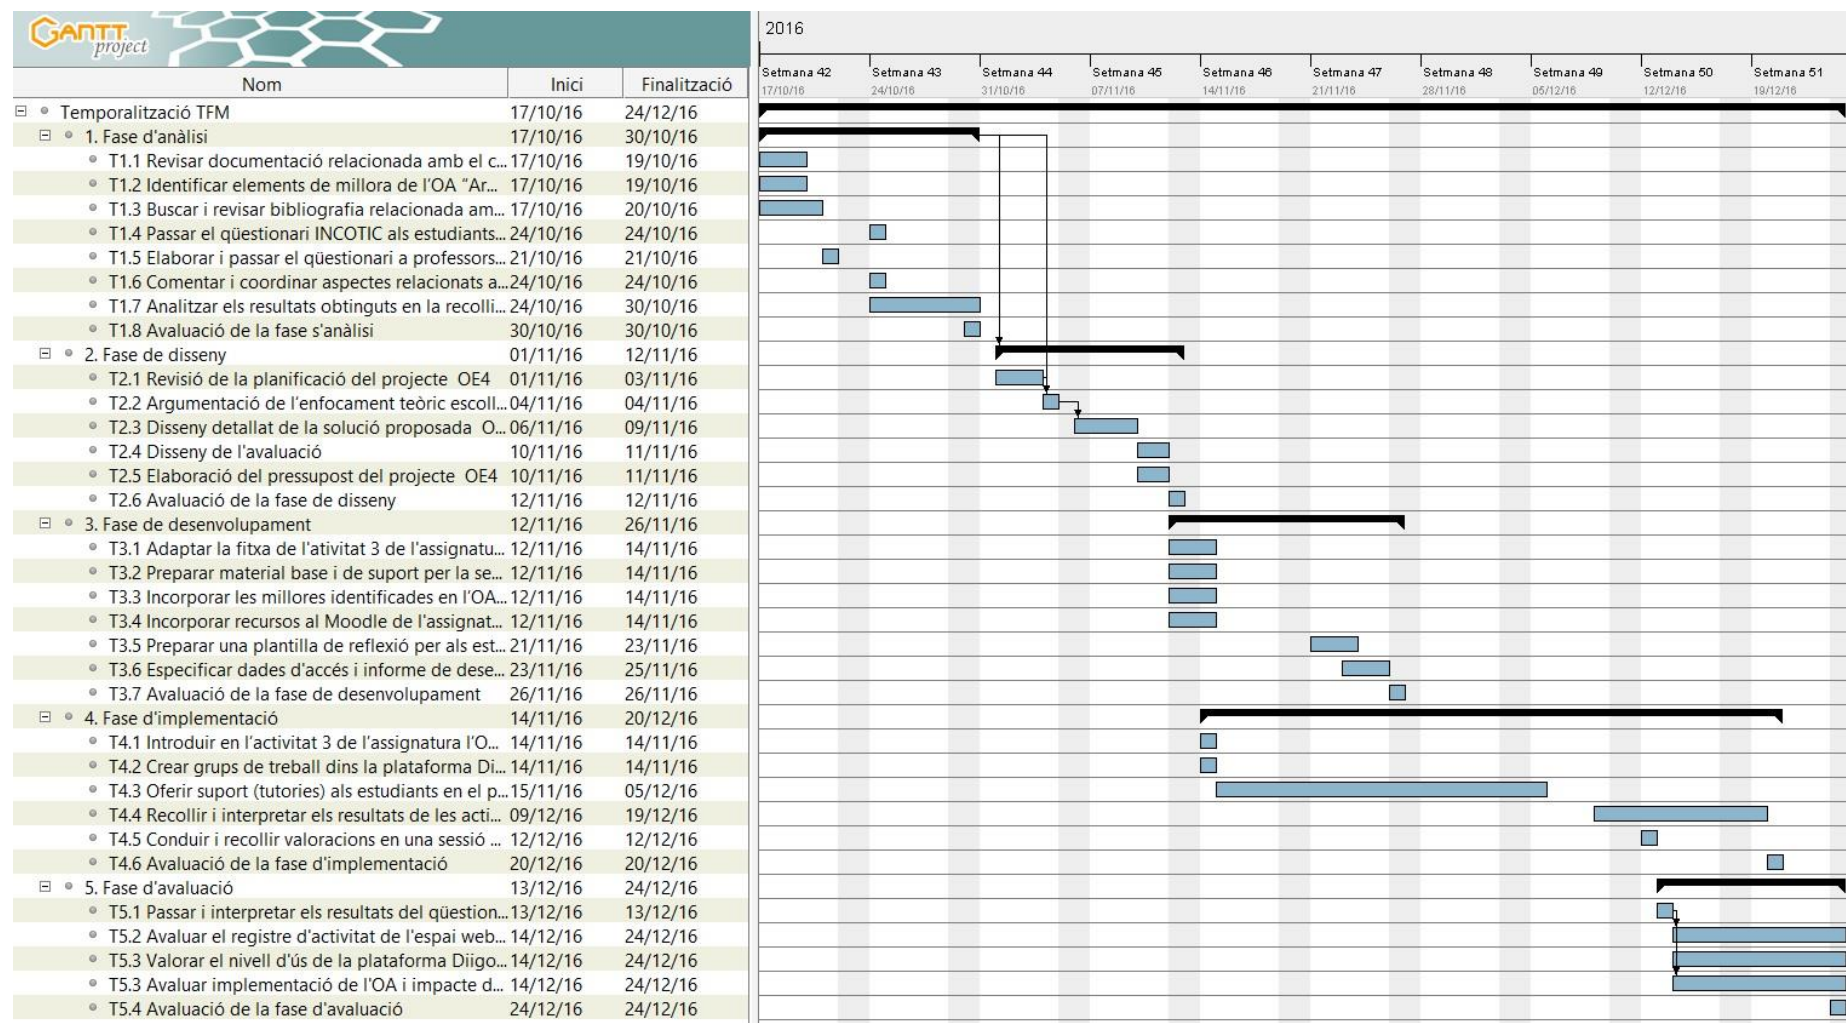 GANTT
project
2016
Nom Inici Finalització
Setmana 42 Setmana 43 Setmana 44 Setmana 45 Setmana 46 Setmana 47 Setmana 48 Setmana 49 Setmana 50 Setmana 51
17/10/16 24/10/16 31/10/16 07/11/16 14/11/16 21/11/16 28/11/16 05/12/16 12/12/16 19/12/16
Temporalització TFM 17/10/16 24/12/16
1. Fase d'anàlisi 17/10/16 30/10/16
T1.1 Revisar documentació relacionada amb el c... 17/10/16 19/10/16
T1.2 Identificar elements de millora de l'OA "Ar... 17/10/16 19/10/16
T1.3 Buscar i revisar bibliografia relacionada am... 17/10/16 20/10/16
T1.4 Passar el qüestionari INCOTIC als estudiants... 24/10/16 24/10/16
T1.5 Elaborar i passar el qüestionari a professors... 21/10/16 21/10/16
T1.6 Comentar i coordinar aspectes relacionats a... 24/10/16 24/10/16
T1.7 Analitzar els resultats obtinguts en la recolli... 24/10/16 30/10/16
T1.8 Avaluació de la fase s'anàlisi 30/10/16 30/10/16
2. Fase de disseny 01/11/16 12/11/16
T2.1 Revisió de la planificació del projecte OE4 01/11/16 03/11/16
T2.2 Argumentació de l'enfocament teòric escoll... 04/11/16 04/11/16
T2.3 Disseny detallat de la solució proposada O... 06/11/16 09/11/16
T2.4 Disseny de l'avaluació 10/11/16 11/11/16
T2.5 Elaboració del pressupost del projecte OE4 10/11/16 11/11/16
T2.6 Avaluació de la fase de disseny 12/11/16 12/11/16
3. Fase de desenvolupament 12/11/16 26/11/16
T3.1 Adaptar la fitxa de l'ativitat 3 de l'assignatu... 12/11/16 14/11/16
T3.2 Preparar material base i de suport per la se... 12/11/16 14/11/16
T3.3 Incorporar les millores identificades en l'OA... 12/11/16 14/11/16
T3.4 Incorporar recursos al Moodle de l'assignat... 12/11/16 14/11/16
T3.5 Preparar una plantilla de reflexió per als est... 21/11/16 23/11/16
T3.6 Especificar dades d'accés i informe de dese... 23/11/16 25/11/16
T3.7 Avaluació de la fase de desenvolupament 26/11/16 26/11/16
4. Fase d'implementació 14/11/16 20/12/16
T4.1 Introduir en l'activitat 3 de l'assignatura l'O... 14/11/16 14/11/16
T4.2 Crear grups de treball dins la plataforma Di... 14/11/16 14/11/16
T4.3 Oferir suport (tutories) als estudiants en el p... 15/11/16 05/12/16
T4.4 Recollir i interpretar els resultats de les acti... 09/12/16 19/12/16
T4.5 Conduir i recollir valoracions en una sessió ... 12/12/16 12/12/16
T4.6 Avaluació de la fase d'implementació 20/12/16 20/12/16
5. Fase d'avaluació 13/12/16 24/12/16
T5.1 Passar i interpretar els resultats del qüestion... 13/12/16 13/12/16
T5.2 Avaluar el registre d'activitat de l'espai web... 14/12/16 24/12/16
T5.3 Valorar el nivell d'ús de la plataforma Diigo... 14/12/16 24/12/16
T5.3 Avaluar implementació de l'OA i impacte d... 14/12/16 24/12/16
T5.4 Avaluació de la fase d'avaluació 24/12/16 24/12/16